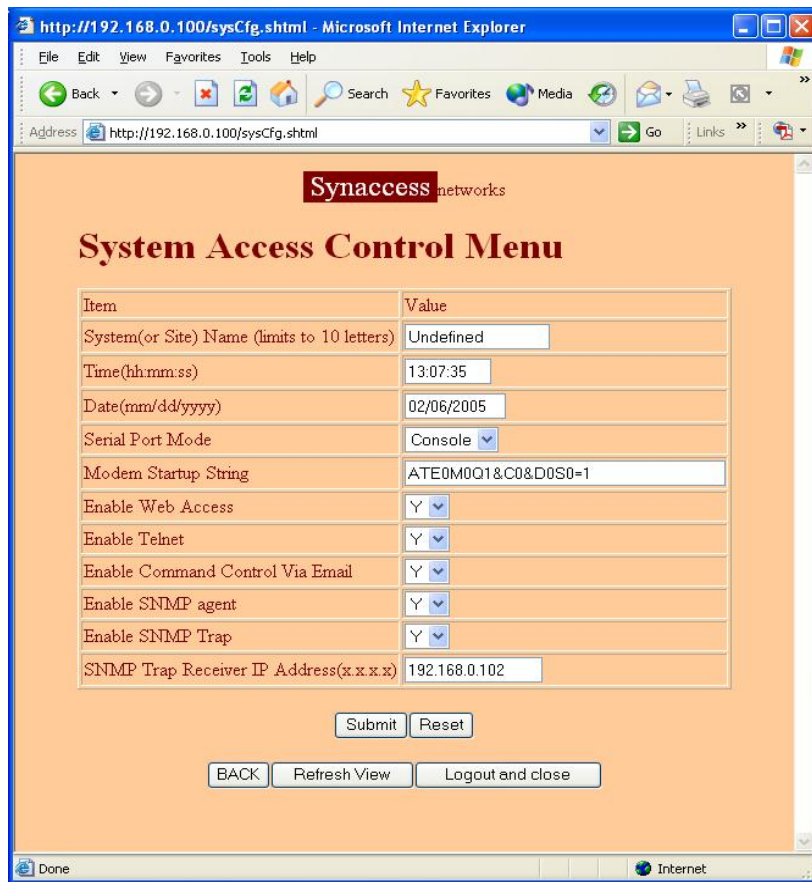 http://192.168.0.100/sysCfg.shtml - Microsoft Internet Explorer
File Edit View Favorites Tools Help
Back Search Favorites Media
Address http://192.168.0.100/sysCfg.shtml Go Links
Synaccess networks
System Access Control Menu
Item Value
System(or Site) Name (limits to 10 letters) Undefined
Time(hh:mm:ss) 13:07:35
Date(mm/dd/yyyy) 02/06/2005
Serial Port Mode Console
Modem Startup String ATE0M0Q1&C0&D0S0=1
Enable Web Access Y
Enable Telnet Y
Enable Command Control Via Email Y
Enable SNMP agent Y
Enable SNMP Trap Y
SNMP Trap Receiver IP Address(x.x.x.x) 192.168.0.102
Submit Reset
BACK Refresh View Logout and close
Done Internet